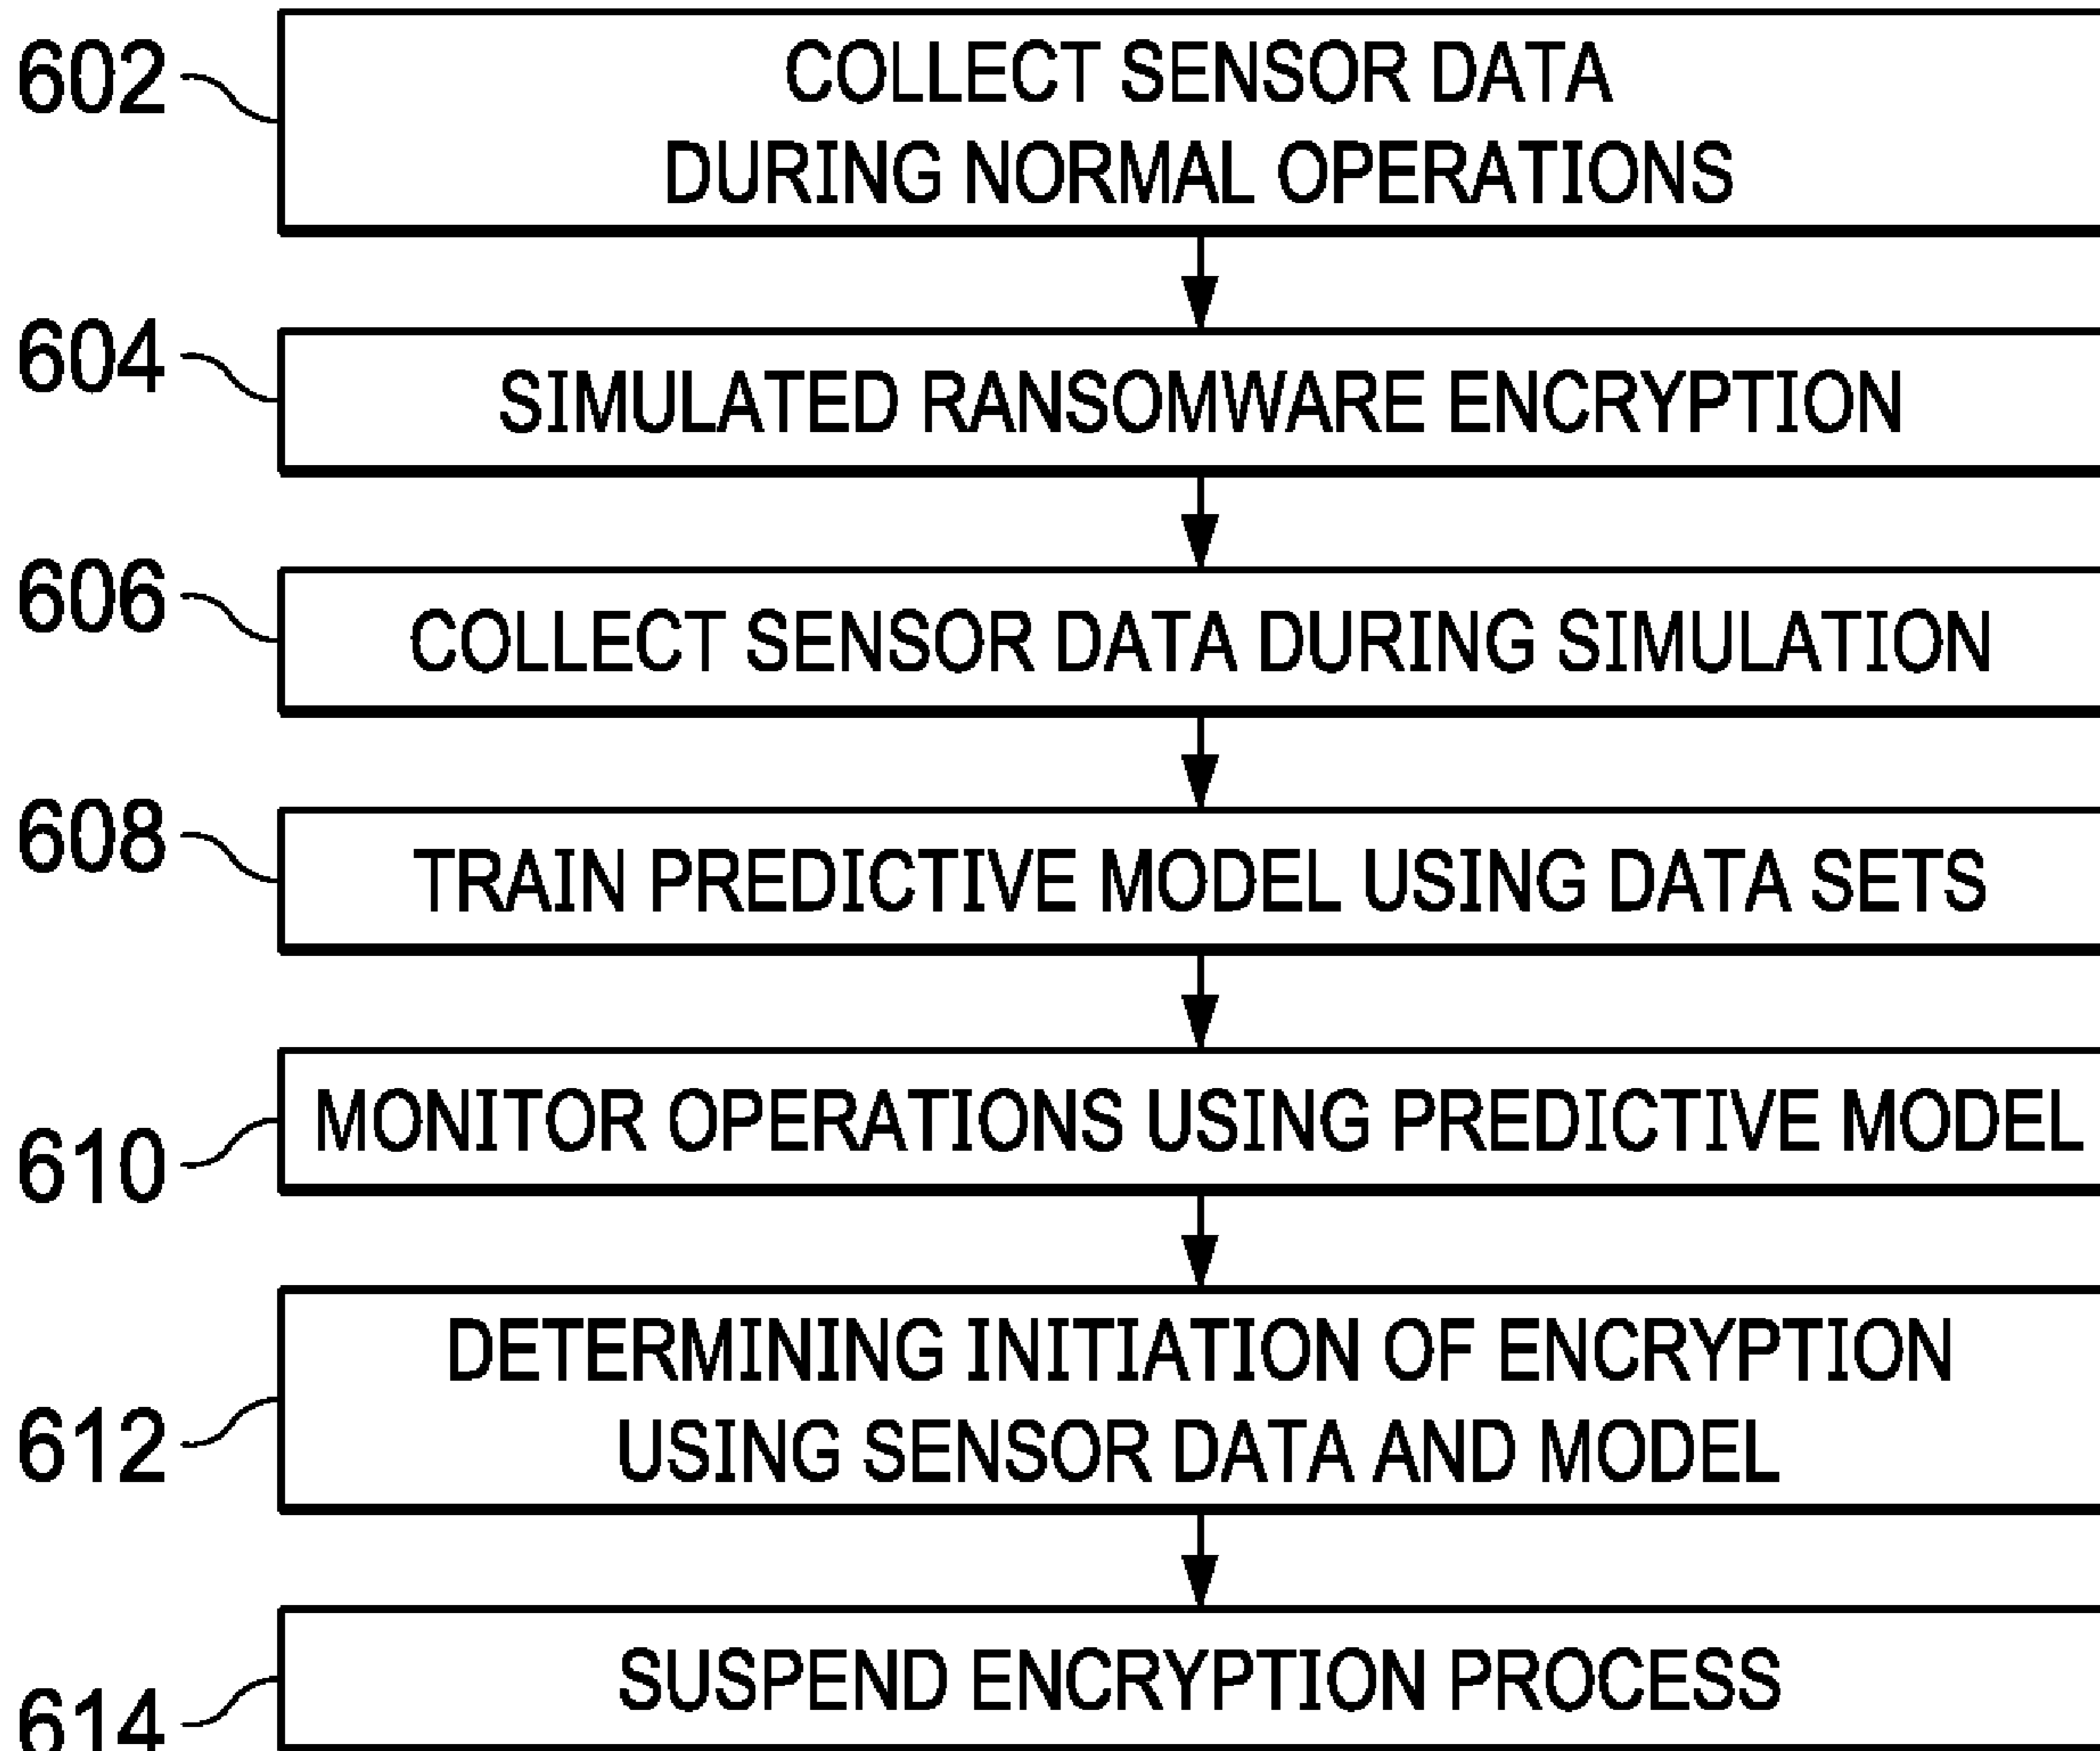 602
COLLECT SENSOR DATA
DURING NORMAL OPERATIONS
604
SIMULATED RANSOMWARE ENCRYPTION
606
COLLECT SENSOR DATA DURING SIMULATION
608
TRAIN PREDICTIVE MODEL USING DATA SETS
610
MONITOR OPERATIONS USING PREDICTIVE MODEL
612
DETERMINING INITIATION OF ENCRYPTION
USING SENSOR DATA AND MODEL
614
SUSPEND ENCRYPTION PROCESS